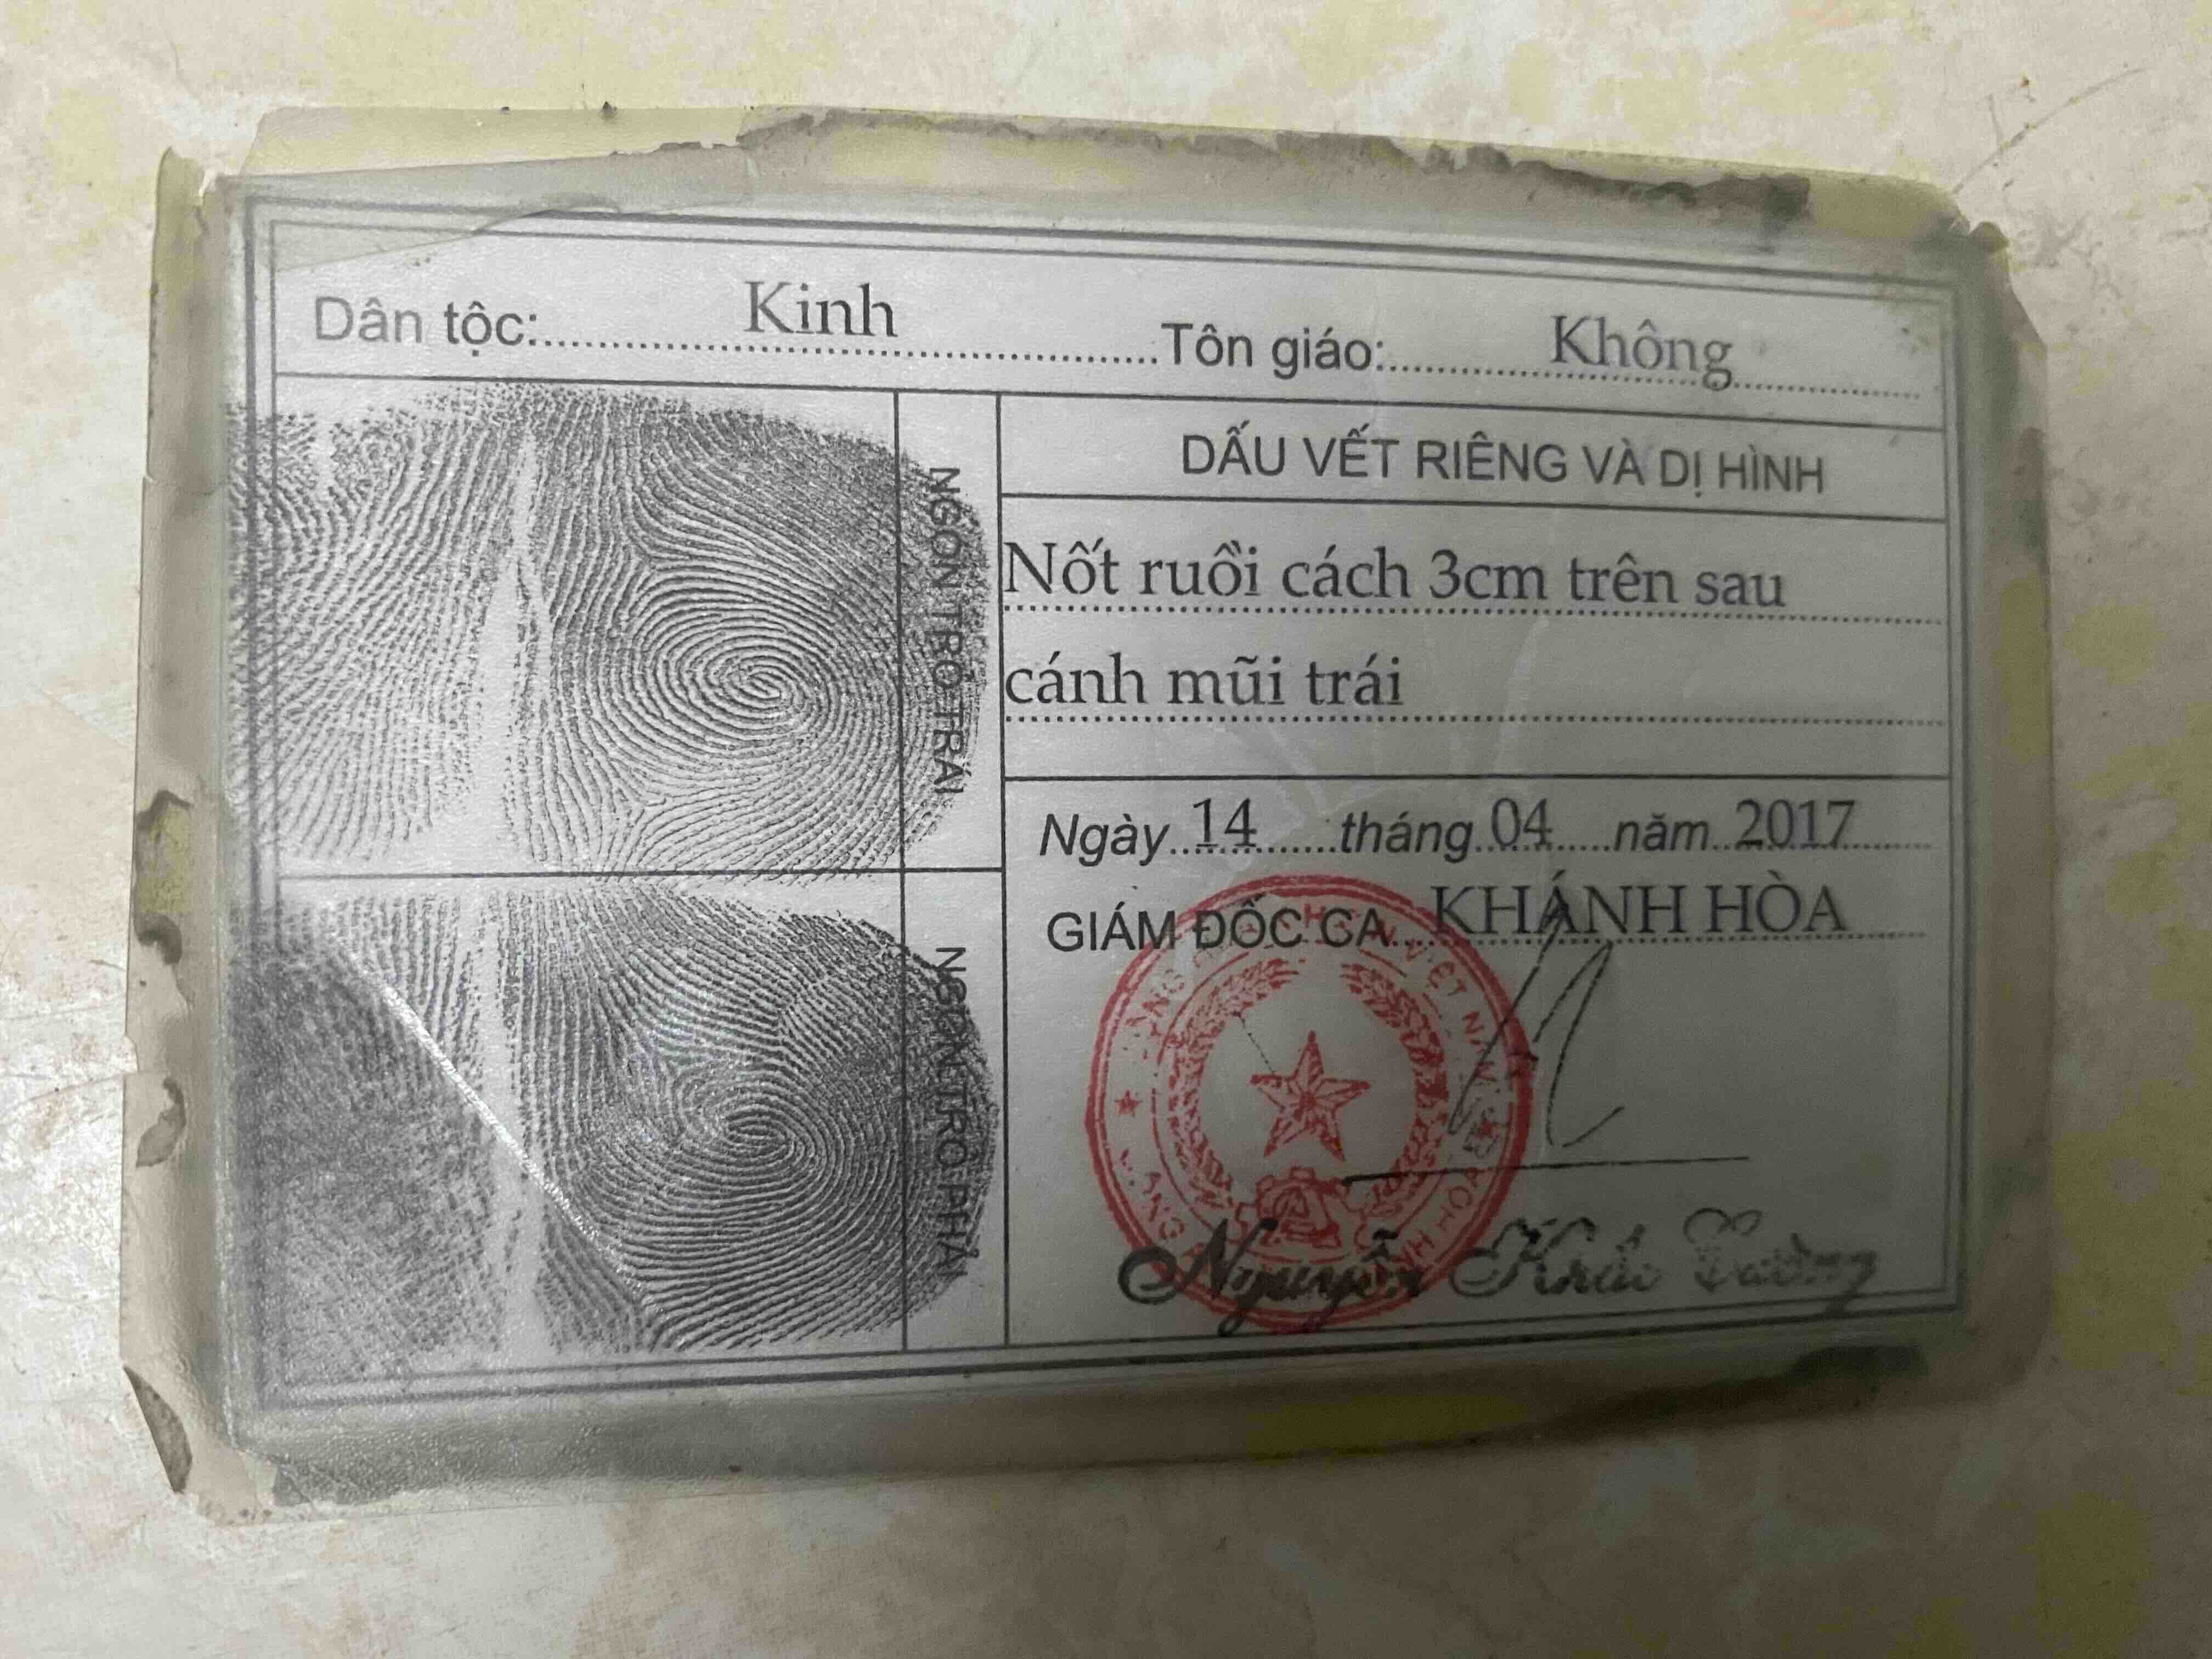 Dân tộc: Kinh Tôn giáo: Không
NGÓN TRỎ TRÁI
NGÓN TRỎ PHẢI
DẤU VẾT RIÊNG VÀ DỊ HÌNH
Nốt ruồi cách 3cm trên sau
cánh mũi trái
Ngày 14 tháng 04 năm 2017
GIÁM ĐỐC CA KHÁNH HÒA
Nguyễn Khắc Cường